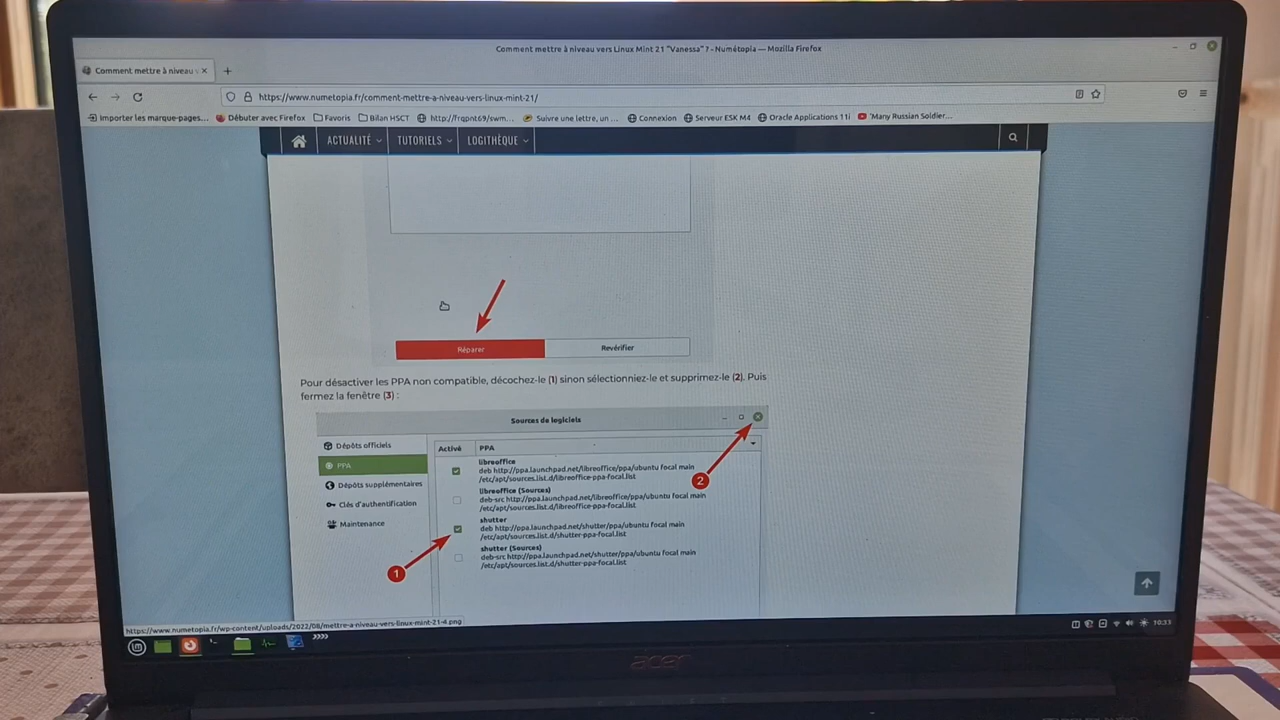 Comment mettre à niveau vers Linux Mint 21 "Vanessa" ? - Numétopia — Mozilla Firefox
Comment mettre à niveau v
https://www.numetopia.fr/comment-mettre-a-niveau-vers-linux-mint-21/
Importer les marque-pages... Débuter avec Firefox Favoris Bilan HSCT http://frqpnt69/swm... Suivre une lettre, un ... Connexion Serveur ESK M4 Oracle Applications 11i 'Many Russian Soldier...
ACTUALITÉ TUTORIELS LOGITHÈQUE
Réparer Revérifier
Pour désactiver les PPA non compatible, décochez-le (1) sinon sélectionniez-le et supprimez-le (2). Puis
fermez la fenêtre (3) :
Sources de logiciels
Dépôts officiels
PPA
Dépôts supplémentaires
Clés d'authentification
Maintenance
Activé PPA
libreoffice
deb http://ppa.launchpad.net/libreoffice/ppa/ubuntu focal main
/etc/apt/sources.list.d/libreoffice-ppa-focal.list
libreoffice (Sources)
deb-src http://ppa.launchpad.net/libreoffice/ppa/ubuntu focal main
/etc/apt/sources.list.d/libreoffice-ppa-focal.list
shutter
deb http://ppa.launchpad.net/shutter/ppa/ubuntu focal main
/etc/apt/sources.list.d/shutter-ppa-focal.list
shutter (Sources)
deb-src http://ppa.launchpad.net/shutter/ppa/ubuntu focal main
/etc/apt/sources.list.d/shutter-ppa-focal.list
2
1
https://www.numetopia.fr/wp-content/uploads/2022/08/mettre-a-niveau-vers-linux-mint-21-4.png
10:33
acer